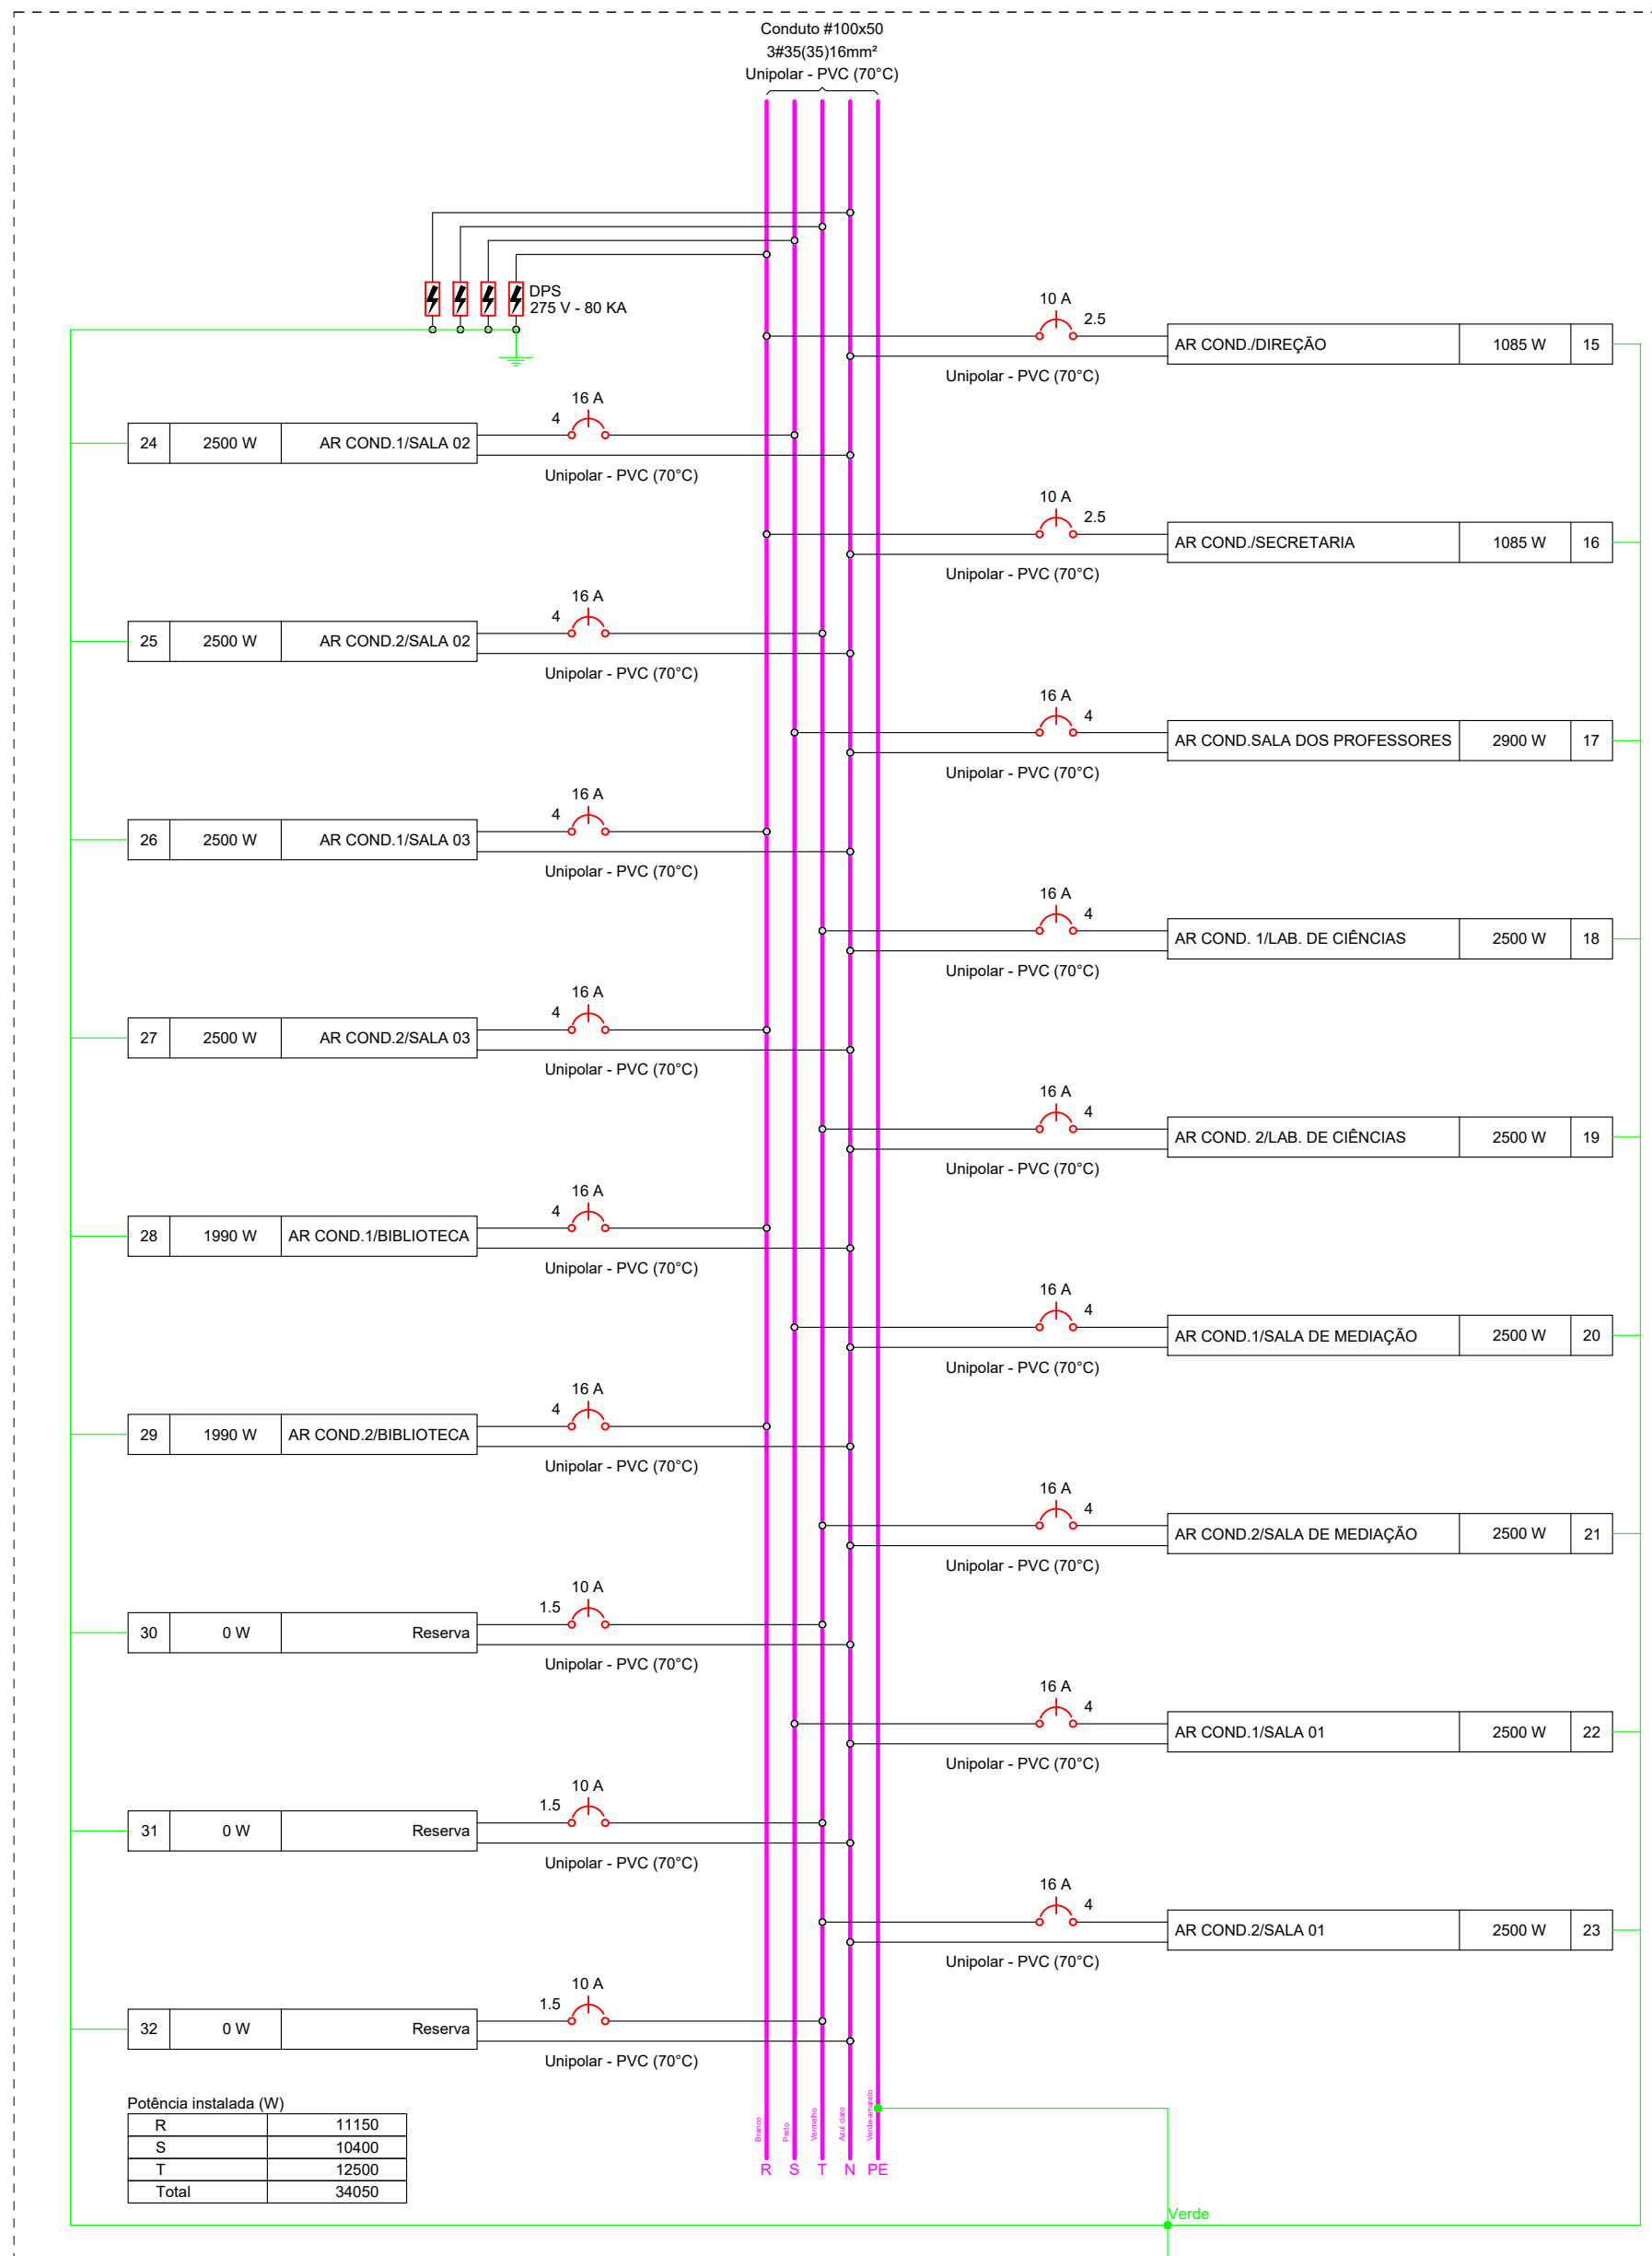 Conduto #100x50
3#35(35)16mm²
Unipolar - PVC (70°C)
DPS
275 V - 80 KA
10 A
2.5
AR COND./DIREÇÃO 1085 W 15
Unipolar - PVC (70°C)
16 A
4
24 2500 W AR COND.1/SALA 02
Unipolar - PVC (70°C)
10 A
2.5
AR COND./SECRETARIA 1085 W 16
Unipolar - PVC (70°C)
16 A
4
25 2500 W AR COND.2/SALA 02
Unipolar - PVC (70°C)
16 A
4
AR COND.SALA DOS PROFESSORES 2900 W 17
Unipolar - PVC (70°C)
16 A
4
26 2500 W AR COND.1/SALA 03
Unipolar - PVC (70°C)
16 A
4
AR COND. 1/LAB. DE CIÊNCIAS 2500 W 18
Unipolar - PVC (70°C)
16 A
4
27 2500 W AR COND.2/SALA 03
Unipolar - PVC (70°C)
16 A
4
AR COND. 2/LAB. DE CIÊNCIAS 2500 W 19
Unipolar - PVC (70°C)
16 A
4
28 1990 W AR COND.1/BIBLIOTECA
Unipolar - PVC (70°C)
16 A
4
AR COND.1/SALA DE MEDIAÇÃO 2500 W 20
Unipolar - PVC (70°C)
16 A
4
29 1990 W AR COND.2/BIBLIOTECA
Unipolar - PVC (70°C)
16 A
4
AR COND.2/SALA DE MEDIAÇÃO 2500 W 21
Unipolar - PVC (70°C)
10 A
1.5
30 0 W Reserva
Unipolar - PVC (70°C)
16 A
4
AR COND.1/SALA 01 2500 W 22
Unipolar - PVC (70°C)
10 A
1.5
31 0 W Reserva
Unipolar - PVC (70°C)
16 A
4
AR COND.2/SALA 01 2500 W 23
Unipolar - PVC (70°C)
10 A
1.5
32 0 W Reserva
Unipolar - PVC (70°C)
Potência instalada (W)
R 11150
S 10400
T 12500
Total 34050
Branco
Preto
Vermelho
Azul claro
Verde-amarelo
R S T N PE
Verde